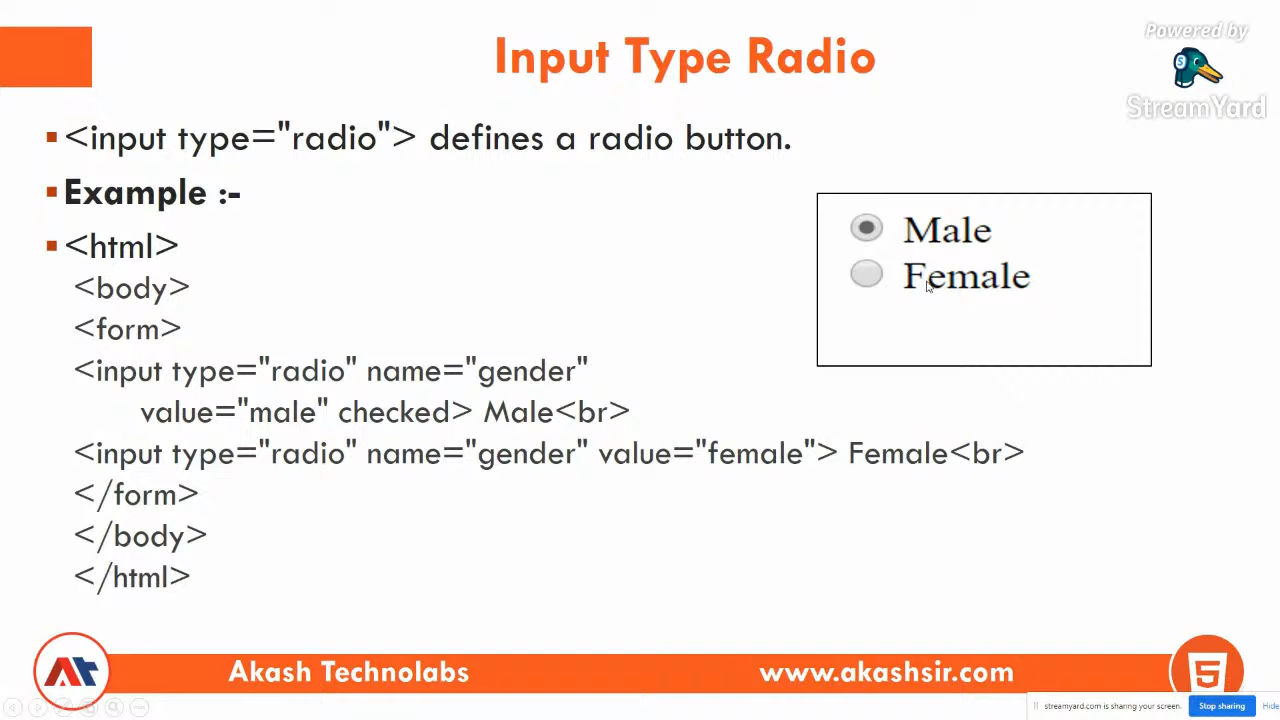 Input Type Radio
Powered by
StreamYard
<input type="radio"> defines a radio button.
Example :-
<html>
<body>
<form>
<input type="radio" name="gender"
value="male" checked> Male<br>
<input type="radio" name="gender" value="female"> Female<br>
</form>
</body>
</html>
Male
Female
Akash Technolabs
www.akashsir.com
streamyard.com is sharing your screen.
Stop sharing
Hide